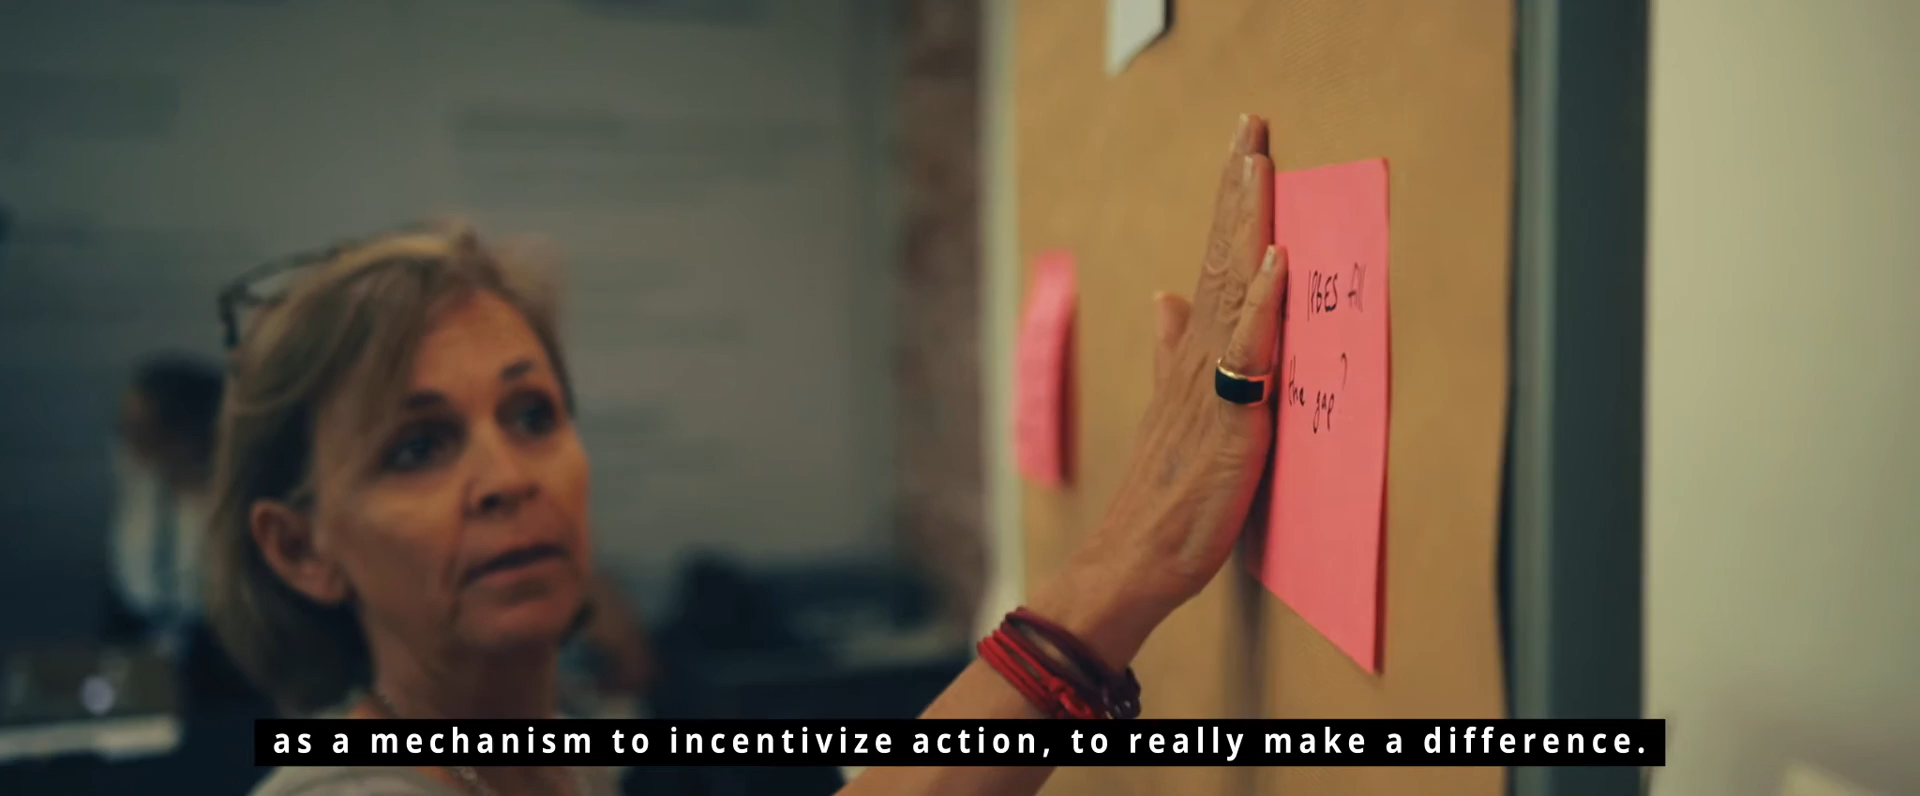 the gap?
as a mechanism to incentivize action, to really make a difference.